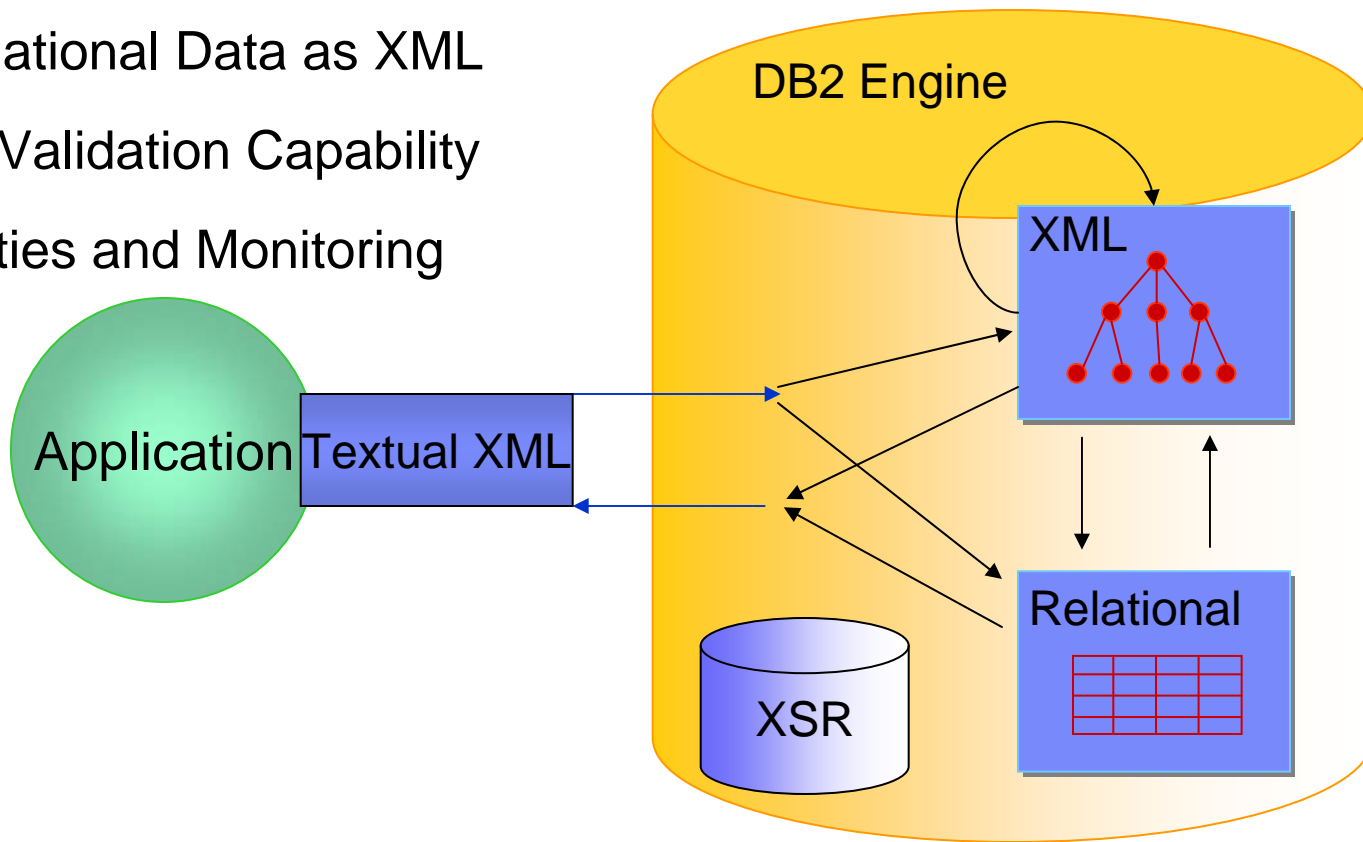 ational Data as XML
Validation Capability
ties and Monitoring
DB2 Engine
XML
Application
Textual XML
Relational
XSR